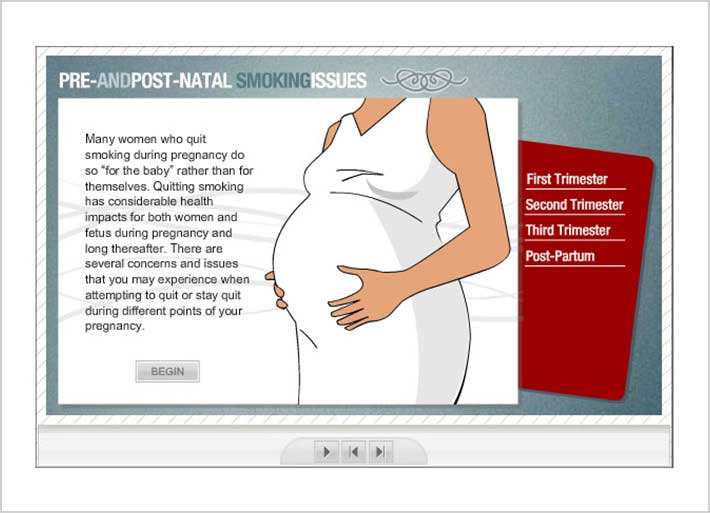 PRE-ANDPOST-NATAL SMOKINGISSUES
Many women who quit
smoking during pregnancy do
so “for the baby” rather than for
themselves. Quitting smoking
has considerable health
impacts for both women and
fetus during pregnancy and
long thereafter. There are
several concerns and issues
that you may experience when
attempting to quit or stay quit
during different points of your
pregnancy.
BEGIN
First Trimester
Second Trimester
Third Trimester
Post-Partum